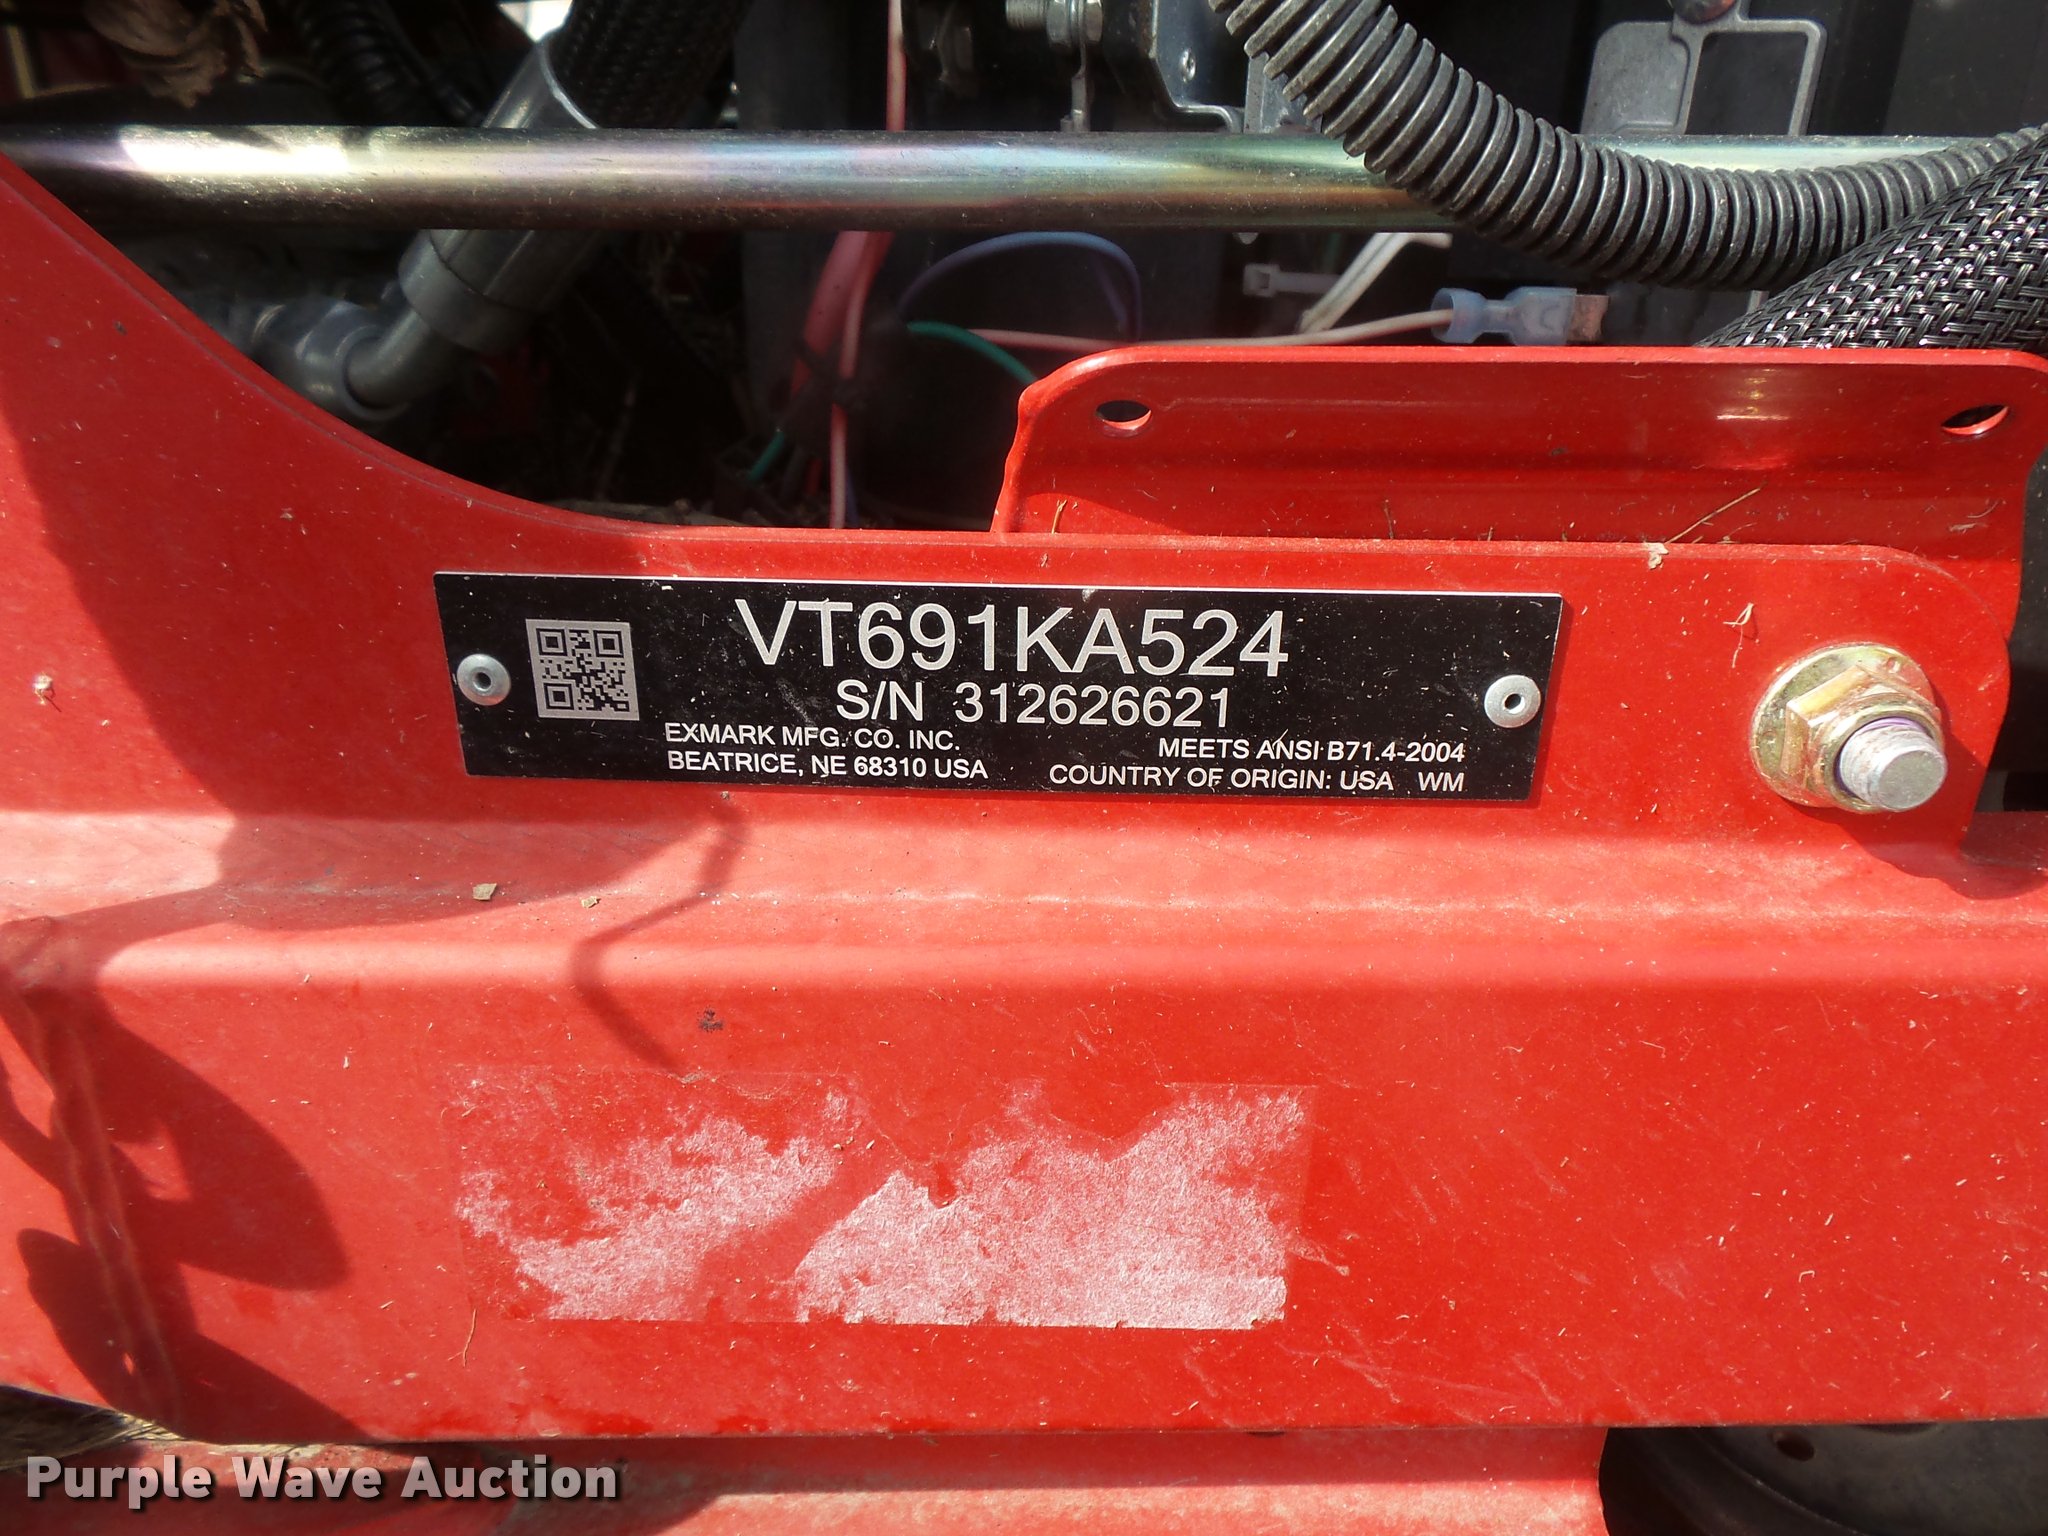 VT691KA524
S/N 312626621
EXMARK MFG. CO. INC.
BEATRICE, NE 68310 USA
MEETS ANSI B71.4-2004
COUNTRY OF ORIGIN: USA WM
Purple Wave Auction